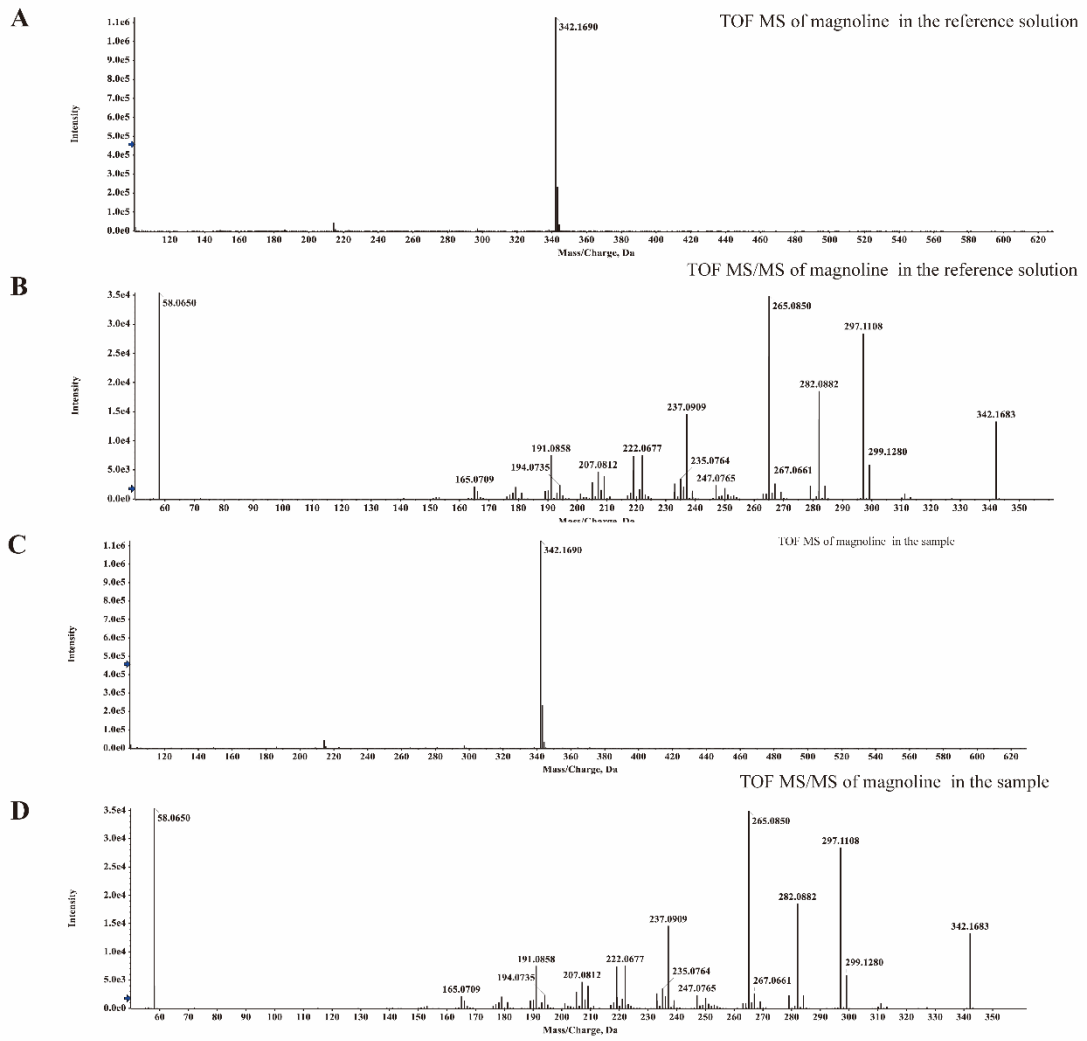 A
TOF MS of magnoline in the reference solution
1.1e6
1.0e6
9.0e5
8.0e5
7.0e5
6.0e5
5.0e5
4.0e5
3.0e5
2.0e5
1.0e5
0.0e0
Intensity
342.1690
120 140 160 180 200 220 240 260 280 300 320 340 360 380 400 420 440 460 480 500 520 540 560 580 600 620
Mass/Charge, Da
B
TOF MS/MS of magnoline in the reference solution
3.5e4
3.0e4
2.5e4
2.0e4
1.5e4
1.0e4
5.0e3
0.0e0
Intensity
58.0650
165.0709
191.0858
194.0735
207.0812
222.0677
237.0909
235.0764
247.0765
265.0850
267.0661
282.0882
297.1108
299.1280
342.1683
60 70 80 90 100 110 120 130 140 150 160 170 180 190 200 210 220 230 240 250 260 270 280 290 300 310 320 330 340 350
Mass/Charge, Da
C
TOF MS of magnoline in the sample
1.1e6
1.0e6
9.0e5
8.0e5
7.0e5
6.0e5
5.0e5
4.0e5
3.0e5
2.0e5
1.0e5
0.0e0
Intensity
342.1690
120 140 160 180 200 220 240 260 280 300 320 340 360 380 400 420 440 460 480 500 520 540 560 580 600 620
Mass/Charge, Da
D
TOF MS/MS of magnoline in the sample
3.5e4
3.0e4
2.5e4
2.0e4
1.5e4
1.0e4
5.0e3
0.0e0
Intensity
58.0650
165.0709
191.0858
194.0735
207.0812
222.0677
237.0909
235.0764
247.0765
265.0850
267.0661
282.0882
297.1108
299.1280
342.1683
60 70 80 90 100 110 120 130 140 150 160 170 180 190 200 210 220 230 240 250 260 270 280 290 300 310 320 330 340 350
Mass/Charge, Da